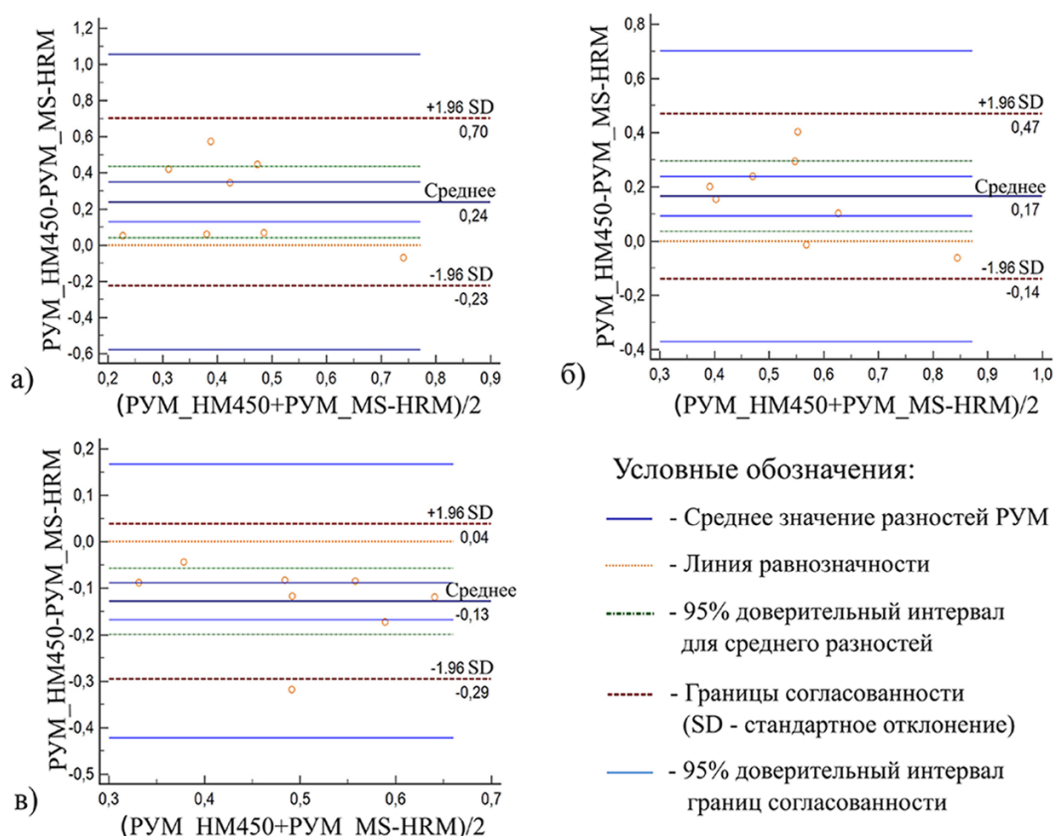 РУМ_HM450-РУМ_MS-HRM
1,2
1,0
0,8
0,6
0,4
0,2
0,0
-0,2
-0,4
-0,6
+1.96 SD
0,70
Среднее
0,24
-1.96 SD
-0,23
0,2 0,3 0,4 0,5 0,6 0,7 0,8 0,9
а)
(РУМ_HM450+РУМ_MS-HRM)/2
РУМ_HM450-РУМ_MS-HRM
0,8
0,6
0,4
0,2
0,0
-0,2
-0,4
+1.96 SD
0,47
Среднее
0,17
-1.96 SD
-0,14
0,3 0,4 0,5 0,6 0,7 0,8 0,9 1,0
б)
(РУМ_HM450+РУМ_MS-HRM)/2
РУМ_HM450-РУМ_MS-HRM
0,2
0,1
0,0
-0,1
-0,2
-0,3
-0,4
-0,5
+1.96 SD
0,04
Среднее
-0,13
-1.96 SD
-0,29
0,3 0,4 0,5 0,6 0,7
в)
(РУМ_HM450+РУМ_MS-HRM)/2
Условные обозначения:
- Среднее значение разностей РУМ
- Линия равнозначности
- 95% доверительный интервал
для среднего разностей
- Границы согласованности
(SD - стандартное отклонение)
- 95% доверительный интервал
границ согласованности